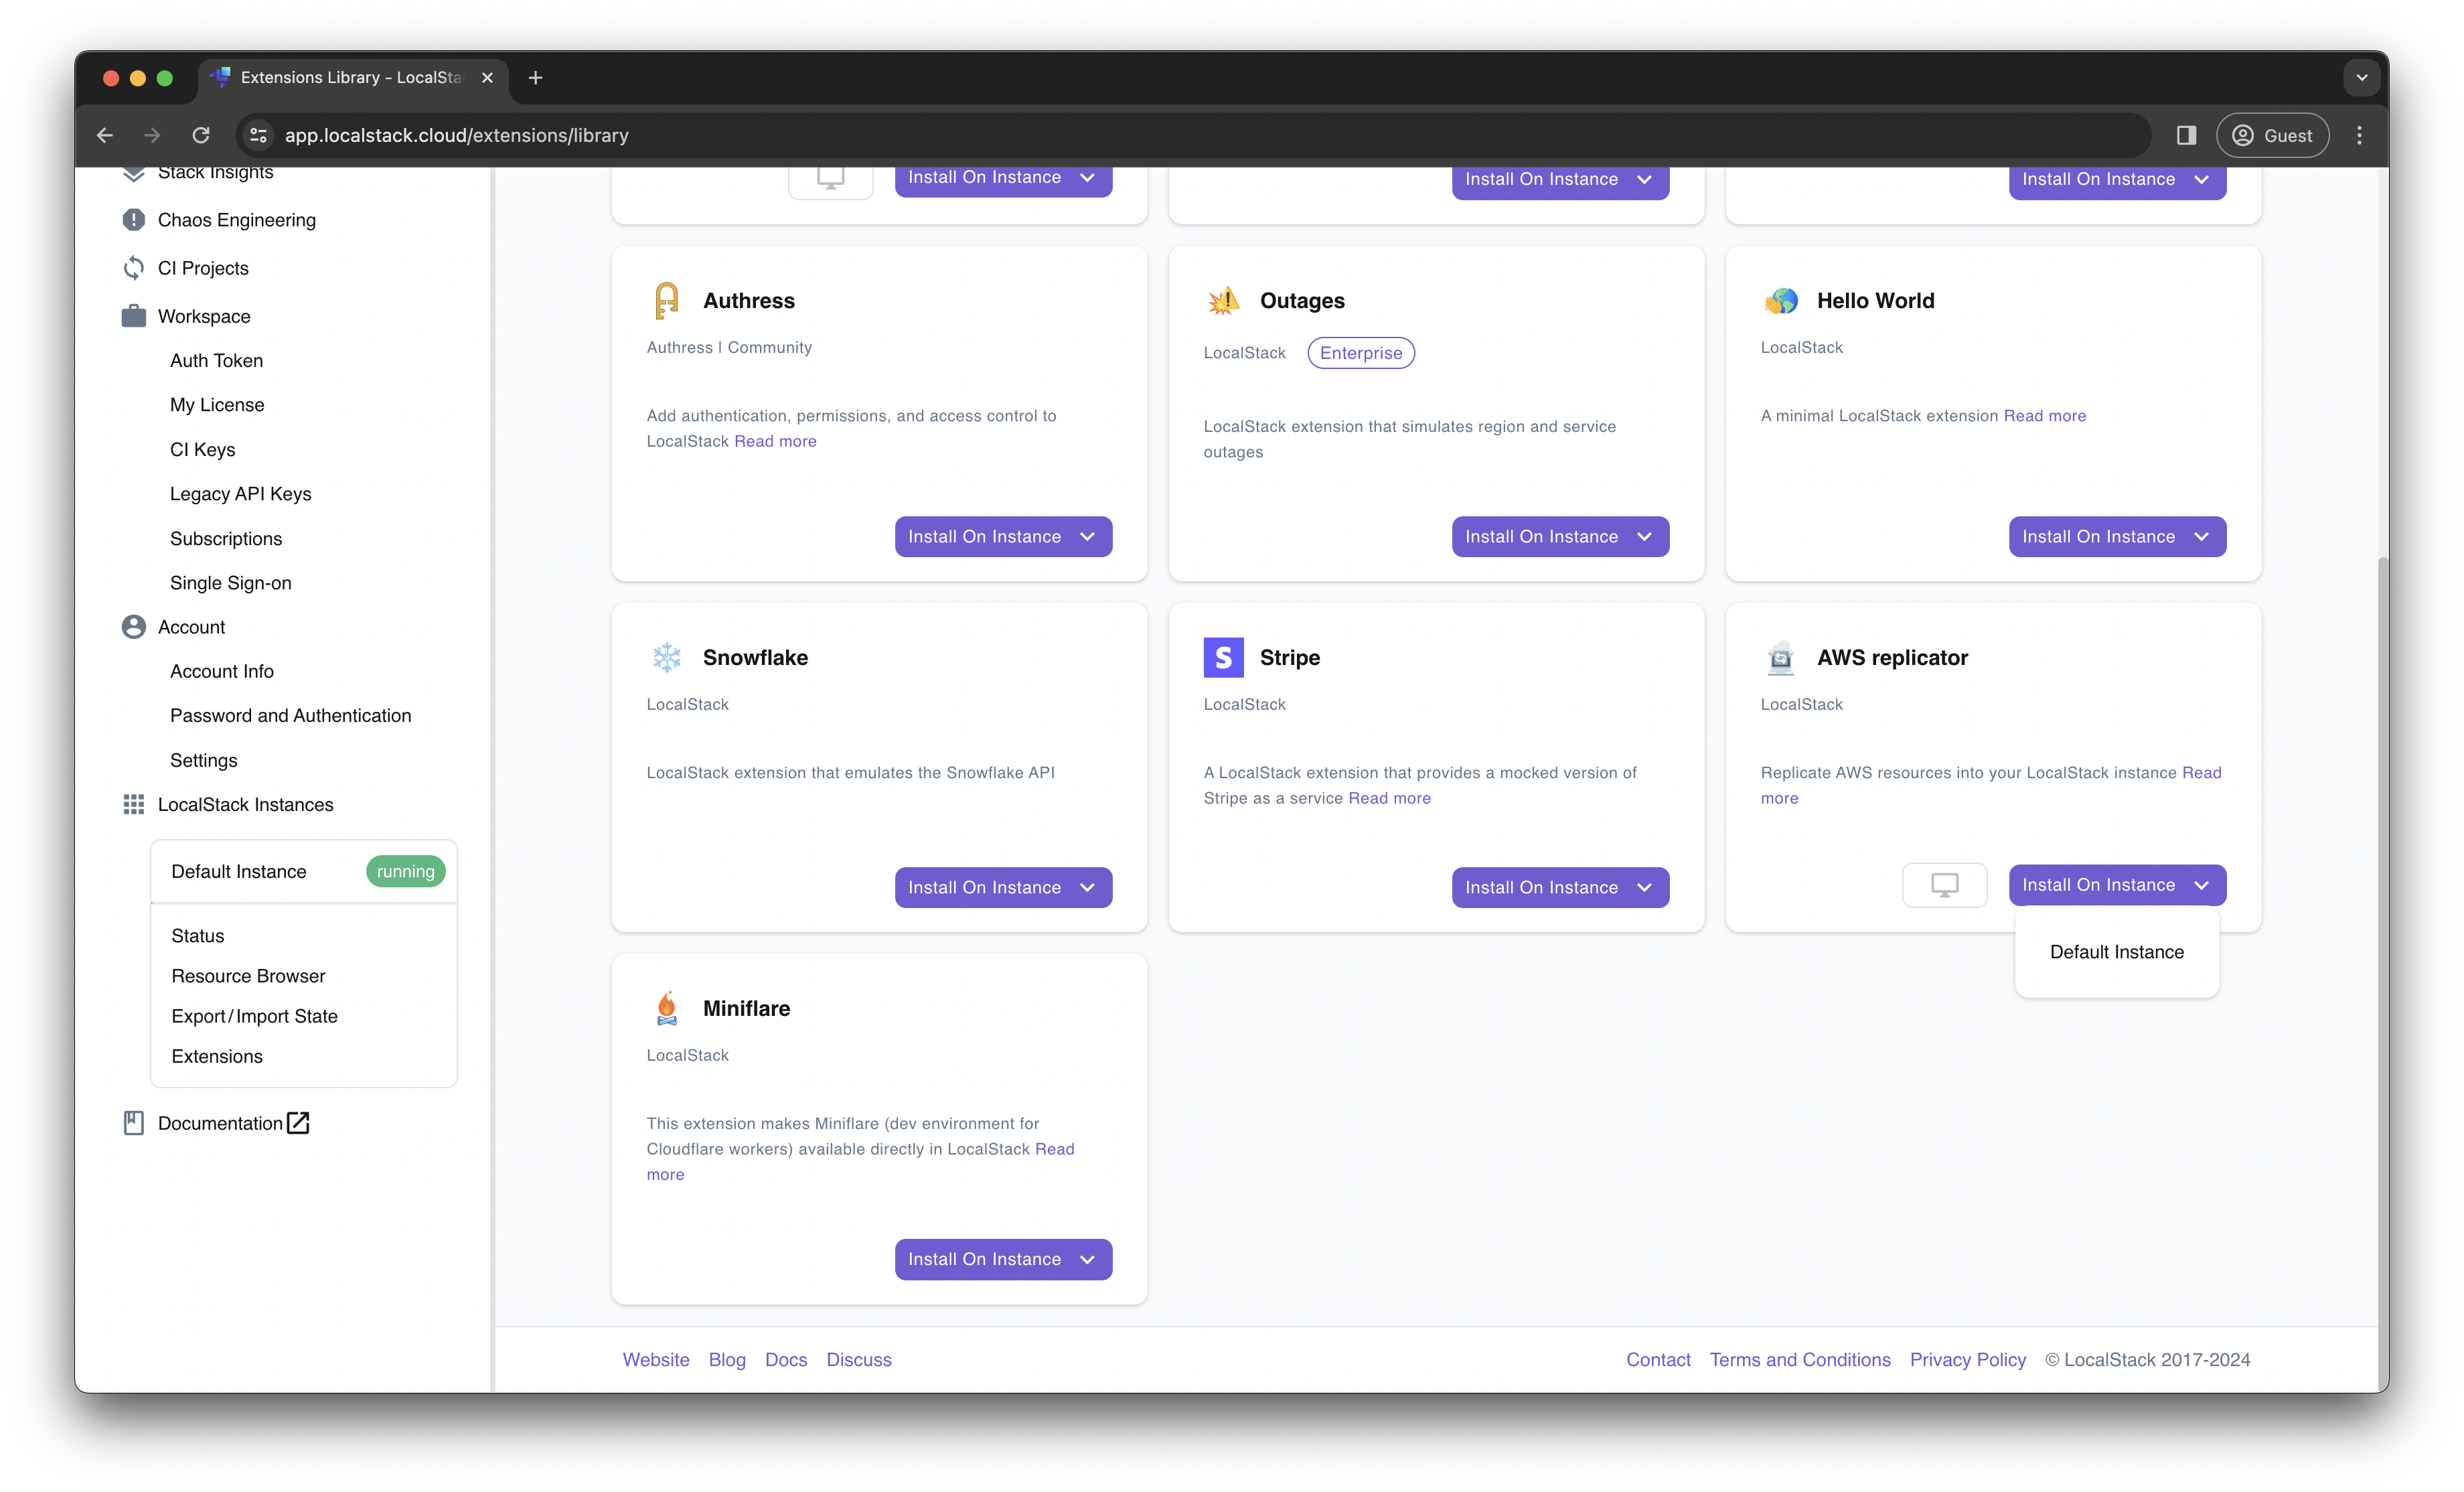 Extensions Library - LocalSta
app.localstack.cloud/extensions/library
Guest
Stack Insights
Chaos Engineering
CI Projects
Workspace
Auth Token
My License
CI Keys
Legacy API Keys
Subscriptions
Single Sign-on
Account
Account Info
Password and Authentication
Settings
LocalStack Instances
Default Instance
running
Status
Resource Browser
Export/Import State
Extensions
Documentation
Install On Instance
Install On Instance
Install On Instance
Authress
Authress | Community
Add authentication, permissions, and access control to
LocalStack Read more
Install On Instance
Outages
LocalStack Enterprise
LocalStack extension that simulates region and service
outages
Install On Instance
Hello World
LocalStack
A minimal LocalStack extension Read more
Install On Instance
Snowflake
LocalStack
LocalStack extension that emulates the Snowflake API
Install On Instance
S Stripe
LocalStack
A LocalStack extension that provides a mocked version of
Stripe as a service Read more
Install On Instance
AWS replicator
LocalStack
Replicate AWS resources into your LocalStack instance Read
more
Install On Instance
Default Instance
Miniflare
LocalStack
This extension makes Miniflare (dev environment for
Cloudflare workers) available directly in LocalStack Read
more
Install On Instance
Website Blog Docs Discuss
Contact Terms and Conditions Privacy Policy © LocalStack 2017-2024